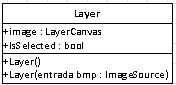 Layer
+image : LayerCanvas
+IsSelected : bool
+Layer()
+Layer(entrada bmp : ImageSource)